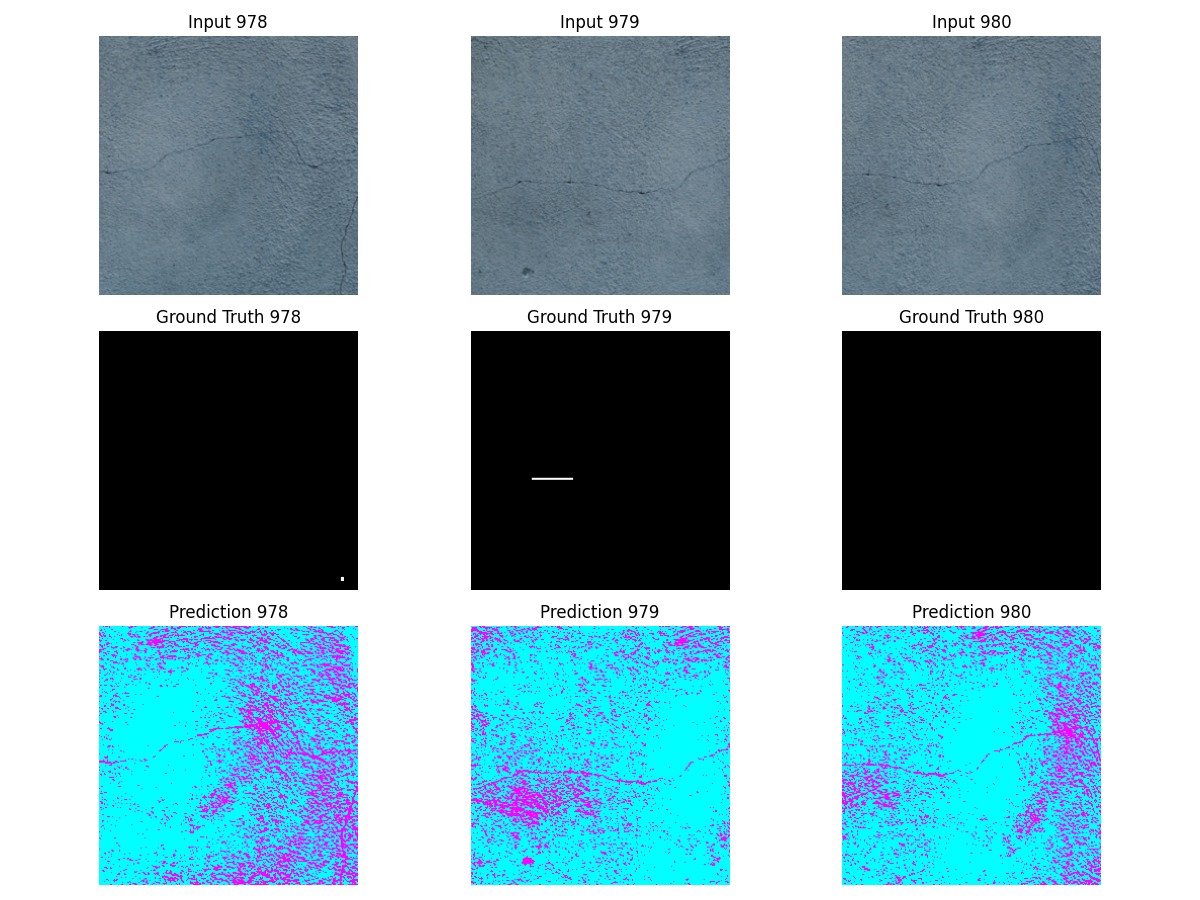 Input 978
Input 979
Input 980
Ground Truth 978
Ground Truth 979
Ground Truth 980
Prediction 978
Prediction 979
Prediction 980